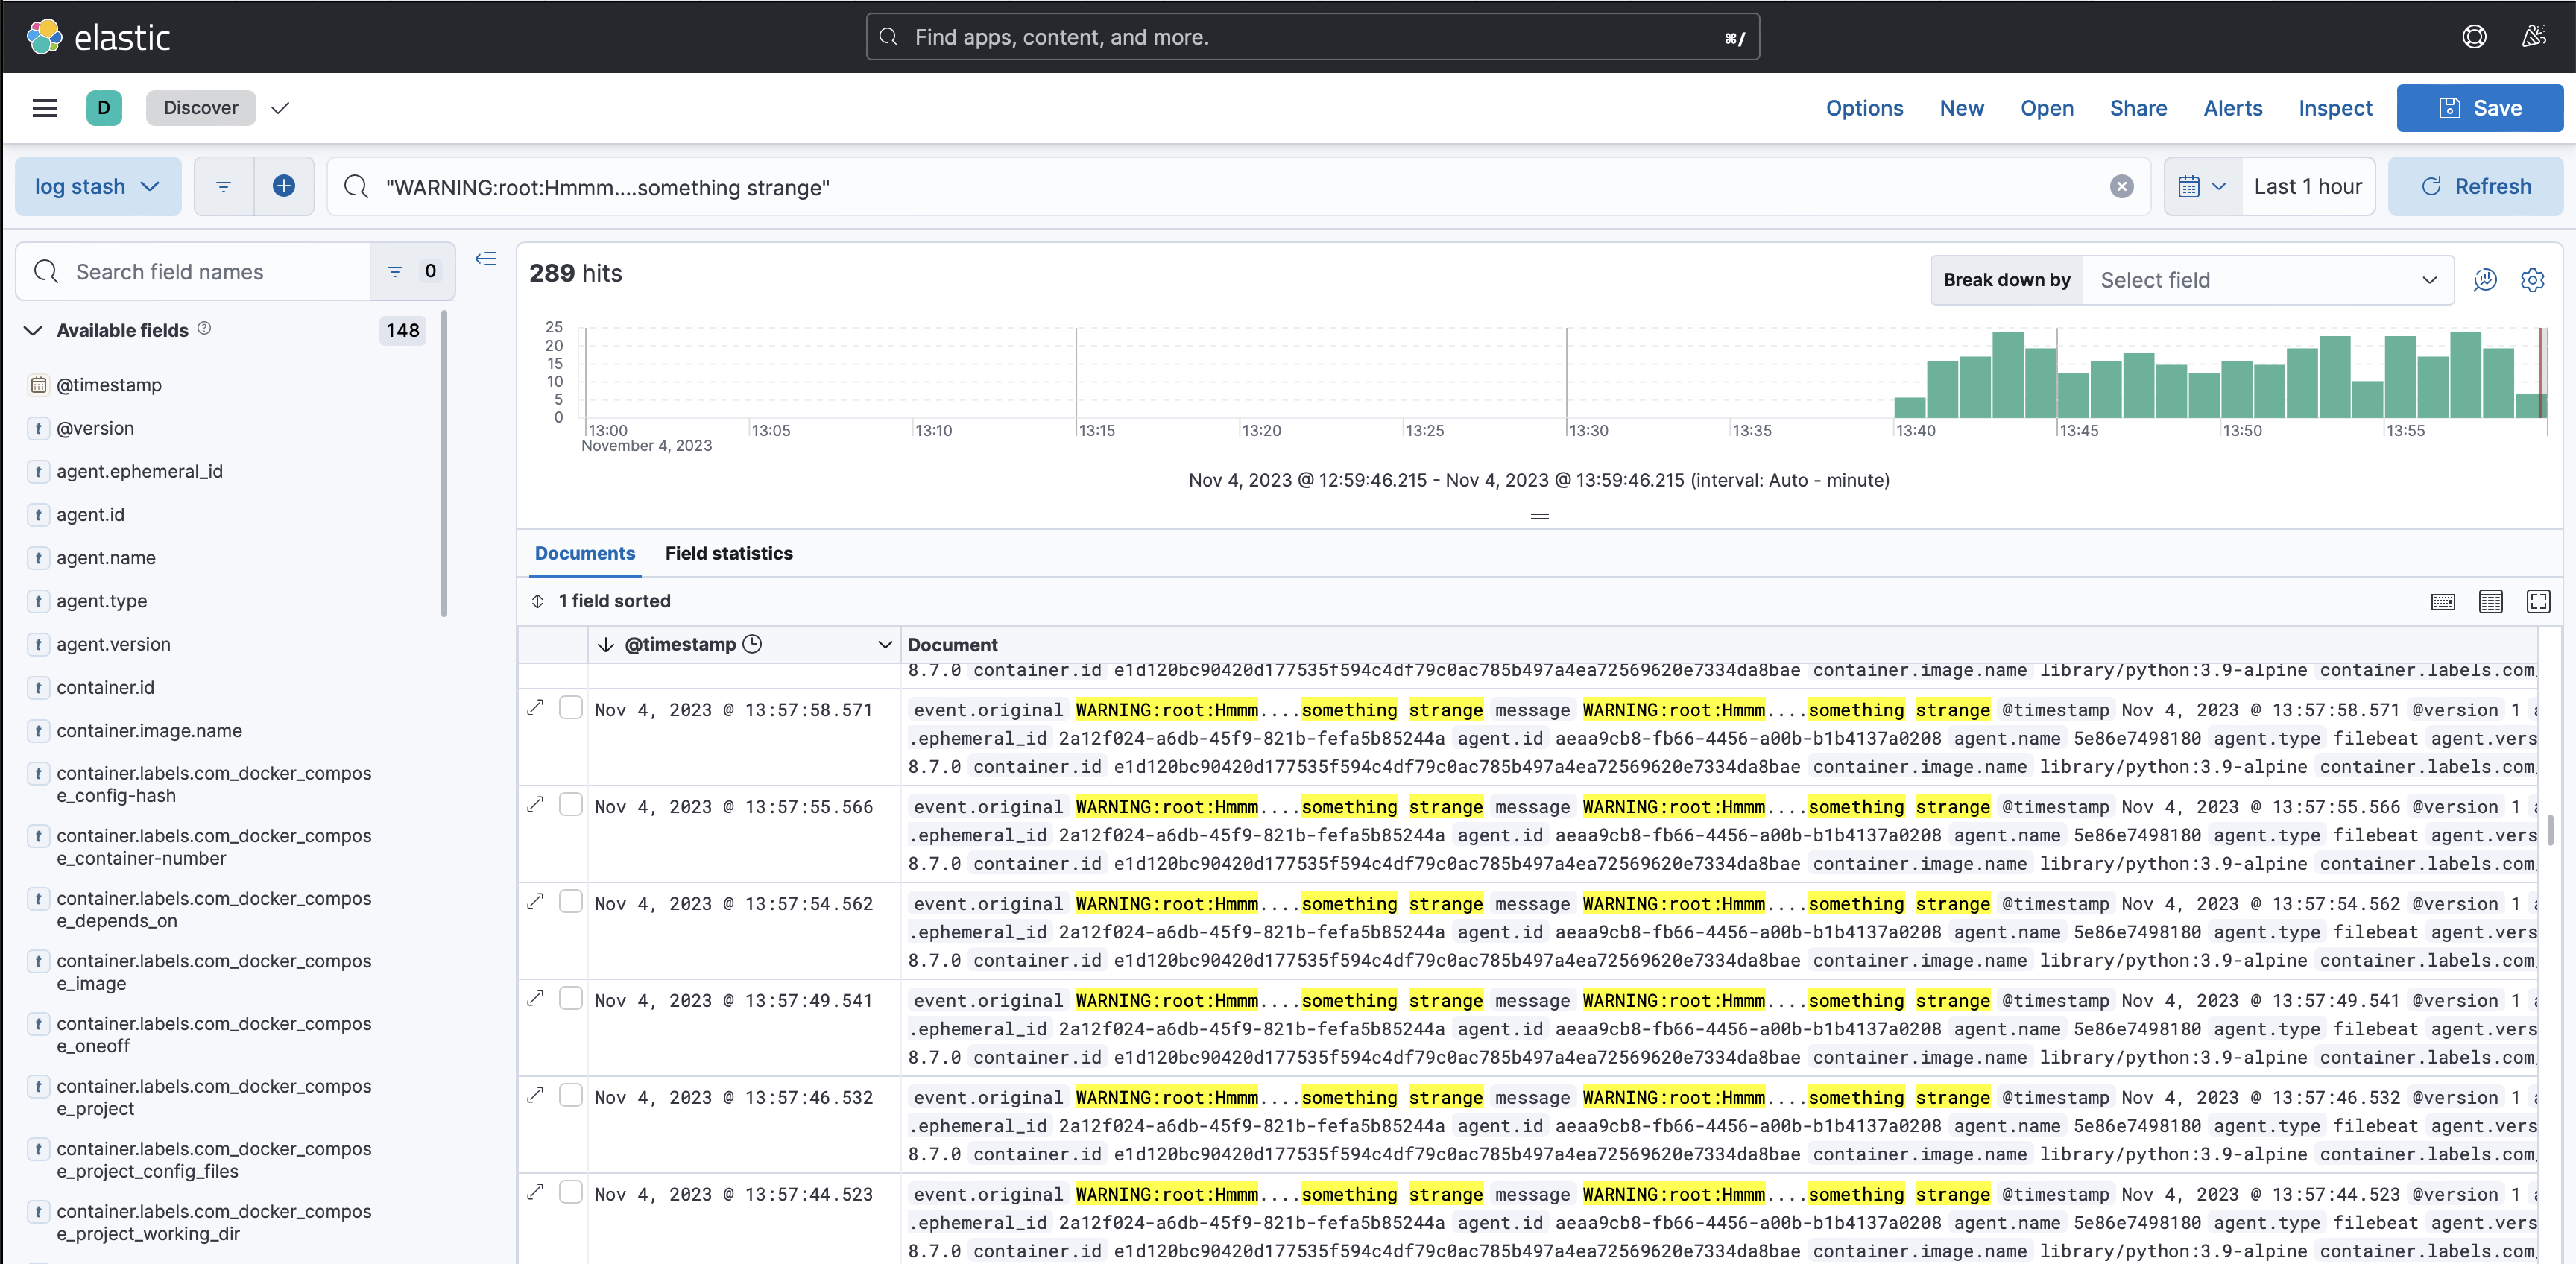 elastic
Find apps, content, and more.
⌘/
D
Discover
Options
New
Open
Share
Alerts
Inspect
Save
log stash
"WARNING:root:Hmmm....something strange"
Last 1 hour
Refresh
Search field names
0
Available fields
148
@timestamp
t @version
t agent.ephemeral_id
t agent.id
t agent.name
t agent.type
t agent.version
t container.id
t container.image.name
t container.labels.com_docker_compos
e_config-hash
t container.labels.com_docker_compos
e_container-number
t container.labels.com_docker_compos
e_depends_on
t container.labels.com_docker_compos
e_image
t container.labels.com_docker_compos
e_oneoff
t container.labels.com_docker_compos
e_project
t container.labels.com_docker_compos
e_project_config_files
t container.labels.com_docker_compos
e_project_working_dir
289 hits
Break down by
Select field
25
20
15
10
5
0
13:00 13:05 13:10 13:15 13:20 13:25 13:30 13:35 13:40 13:45 13:50 13:55
November 4, 2023
Nov 4, 2023 @ 12:59:46.215 - Nov 4, 2023 @ 13:59:46.215 (interval: Auto - minute)
Documents
Field statistics
1 field sorted
@timestamp
Document
8.7.0 container.id e1d120bc90420d177535f594c4df79c0ac785b497a4ea72569620e7334da8bae container.image.name library/python:3.9-alpine container.labels.com
Nov 4, 2023 @ 13:57:58.571
event.original WARNING:root:Hmmm....something strange message WARNING:root:Hmmm....something strange @timestamp Nov 4, 2023 @ 13:57:58.571 @version 1
.ephemeral_id 2a12f024-a6db-45f9-821b-fefa5b85244a agent.id aeaa9cb8-fb66-4456-a00b-b1b4137a0208 agent.name 5e86e7498180 agent.type filebeat agent.vers
8.7.0 container.id e1d120bc90420d177535f594c4df79c0ac785b497a4ea72569620e7334da8bae container.image.name library/python:3.9-alpine container.labels.com
Nov 4, 2023 @ 13:57:55.566
event.original WARNING:root:Hmmm....something strange message WARNING:root:Hmmm....something strange @timestamp Nov 4, 2023 @ 13:57:55.566 @version 1
.ephemeral_id 2a12f024-a6db-45f9-821b-fefa5b85244a agent.id aeaa9cb8-fb66-4456-a00b-b1b4137a0208 agent.name 5e86e7498180 agent.type filebeat agent.vers
8.7.0 container.id e1d120bc90420d177535f594c4df79c0ac785b497a4ea72569620e7334da8bae container.image.name library/python:3.9-alpine container.labels.com
Nov 4, 2023 @ 13:57:54.562
event.original WARNING:root:Hmmm....something strange message WARNING:root:Hmmm....something strange @timestamp Nov 4, 2023 @ 13:57:54.562 @version 1
.ephemeral_id 2a12f024-a6db-45f9-821b-fefa5b85244a agent.id aeaa9cb8-fb66-4456-a00b-b1b4137a0208 agent.name 5e86e7498180 agent.type filebeat agent.vers
8.7.0 container.id e1d120bc90420d177535f594c4df79c0ac785b497a4ea72569620e7334da8bae container.image.name library/python:3.9-alpine container.labels.com
Nov 4, 2023 @ 13:57:49.541
event.original WARNING:root:Hmmm....something strange message WARNING:root:Hmmm....something strange @timestamp Nov 4, 2023 @ 13:57:49.541 @version 1
.ephemeral_id 2a12f024-a6db-45f9-821b-fefa5b85244a agent.id aeaa9cb8-fb66-4456-a00b-b1b4137a0208 agent.name 5e86e7498180 agent.type filebeat agent.vers
8.7.0 container.id e1d120bc90420d177535f594c4df79c0ac785b497a4ea72569620e7334da8bae container.image.name library/python:3.9-alpine container.labels.com
Nov 4, 2023 @ 13:57:46.532
event.original WARNING:root:Hmmm....something strange message WARNING:root:Hmmm....something strange @timestamp Nov 4, 2023 @ 13:57:46.532 @version 1
.ephemeral_id 2a12f024-a6db-45f9-821b-fefa5b85244a agent.id aeaa9cb8-fb66-4456-a00b-b1b4137a0208 agent.name 5e86e7498180 agent.type filebeat agent.vers
8.7.0 container.id e1d120bc90420d177535f594c4df79c0ac785b497a4ea72569620e7334da8bae container.image.name library/python:3.9-alpine container.labels.com
Nov 4, 2023 @ 13:57:44.523
event.original WARNING:root:Hmmm....something strange message WARNING:root:Hmmm....something strange @timestamp Nov 4, 2023 @ 13:57:44.523 @version 1
.ephemeral_id 2a12f024-a6db-45f9-821b-fefa5b85244a agent.id aeaa9cb8-fb66-4456-a00b-b1b4137a0208 agent.name 5e86e7498180 agent.type filebeat agent.vers
8.7.0 container.id e1d120bc90420d177535f594c4df79c0ac785b497a4ea72569620e7334da8bae container.image.name library/python:3.9-alpine container.labels.com